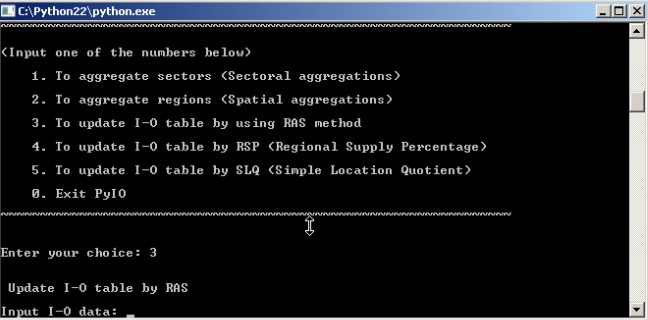 C:\Python22\python.exe
~~~~~~~~~~~~~~~~~~~~~~~~~~~~~~~~~~~~~~~~~~~~~~~~~~~~~~~~~~~~~~~~~
(Input one of the numbers below)
1. To aggregate sectors (Sectoral aggregations)
2. To aggregate regions (Spatial aggregations)
3. To update I-O table by using RAS method
4. To update I-O table by RSP (Regional Supply Percentage)
5. To update I-O table by SLQ (Simple Location Quotient)
0. Exit PyIO
~~~~~~~~~~~~~~~~~~~~~~~~~~~~~~~~~~~~~~~~~~~~~~~~~~~~~~~~~~~~~~~~~
Enter your choice: 3
Update I-O table by RAS
Input I-O data: _